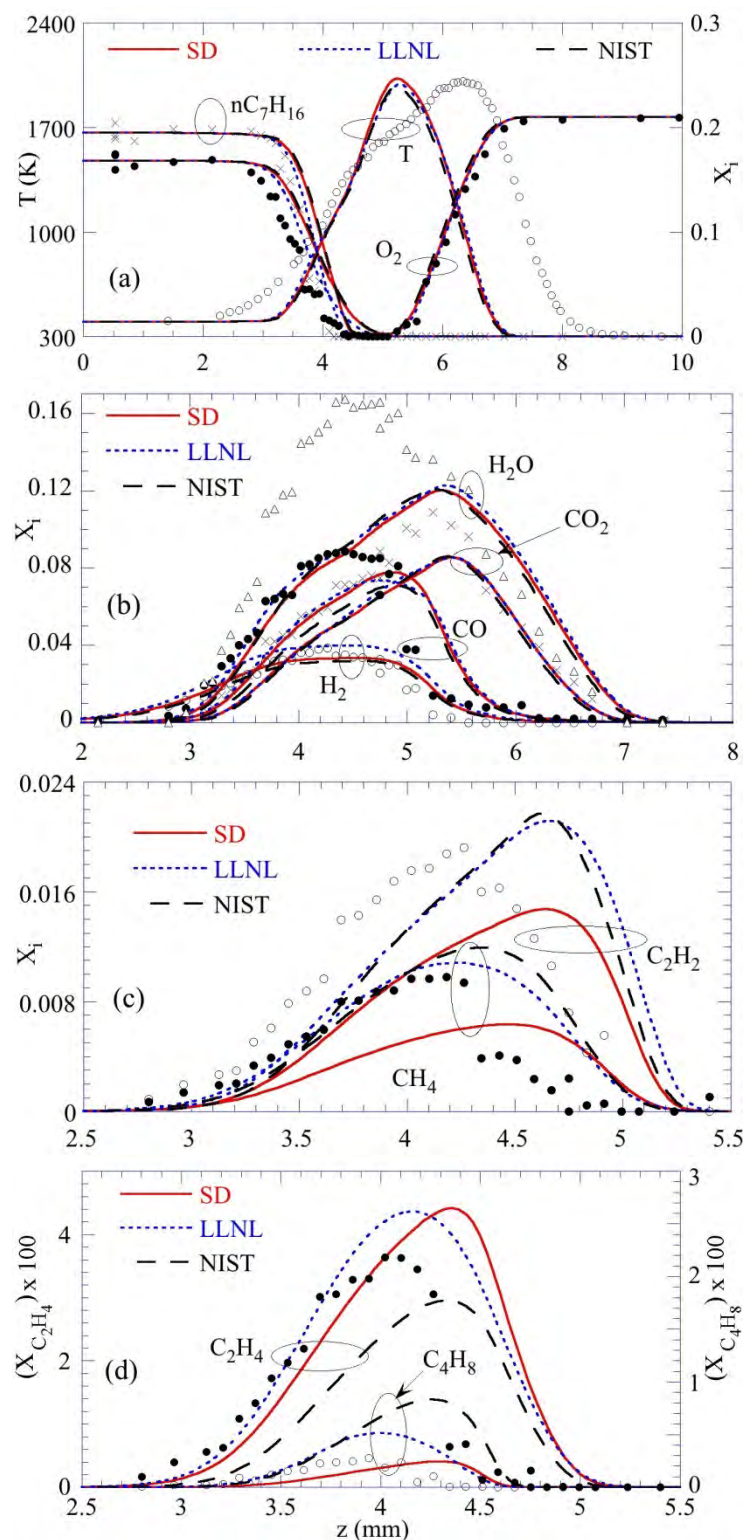 2400
0.3
SD
LLNL
NIST
nC7H16
1700
0.2
T
T (K)
Xi
1000
0.1
O2
(a)
300
0
0 2 4 6 8 10
0.16
SD
LLNL
NIST
H2O
0.12
CO2
Xi
0.08
(b)
CO
0.04
H2
0
2 3 4 5 6 7 8
0.024
SD
LLNL
NIST
0.016
Xi
C2H2
0.008
(c)
CH4
0
2.5 3 3.5 4 4.5 5 5.5
3
SD
LLNL
NIST
4
2
(XC2H4) x 100
(XC4H8) x 100
C2H4
C4H8
2
1
(d)
0
0
2.5 3 3.5 4 4.5 5 5.5
z (mm)